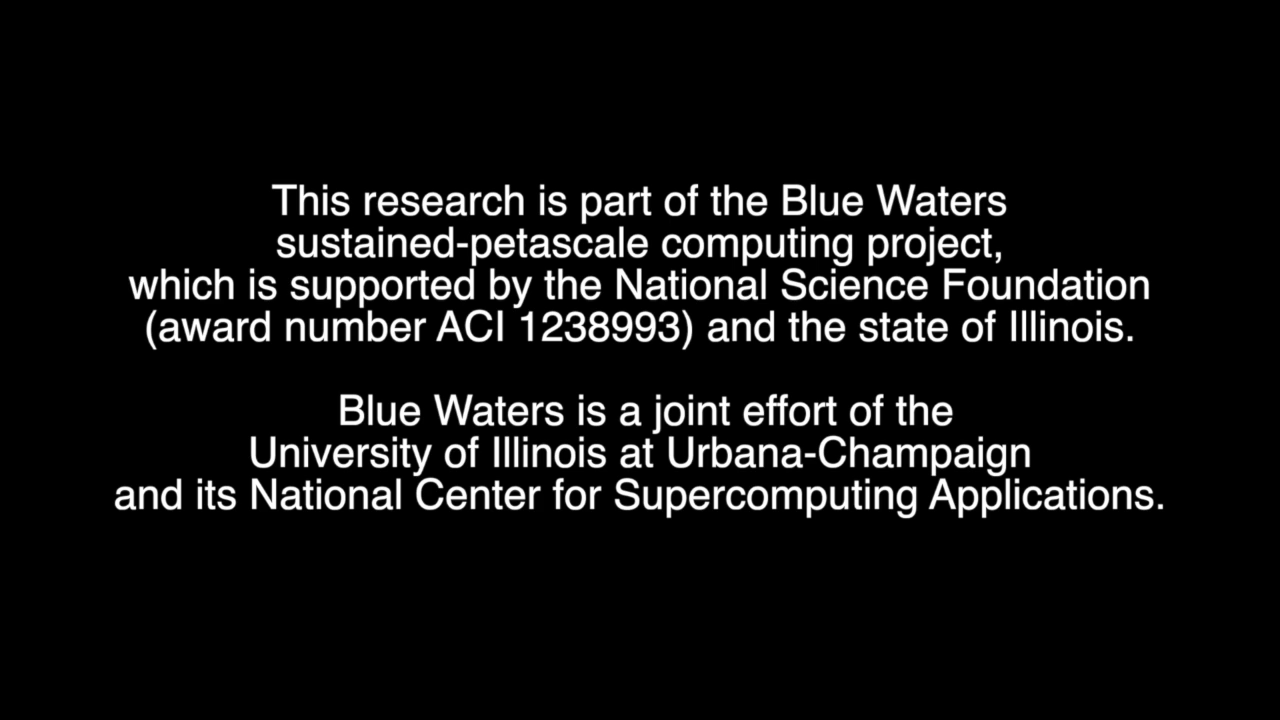 This research is part of the Blue Waters
sustained-petascale computing project,
which is supported by the National Science Foundation
(award number ACI 1238993) and the state of Illinois.
Blue Waters is a joint effort of the
University of Illinois at Urbana-Champaign
and its National Center for Supercomputing Applications.